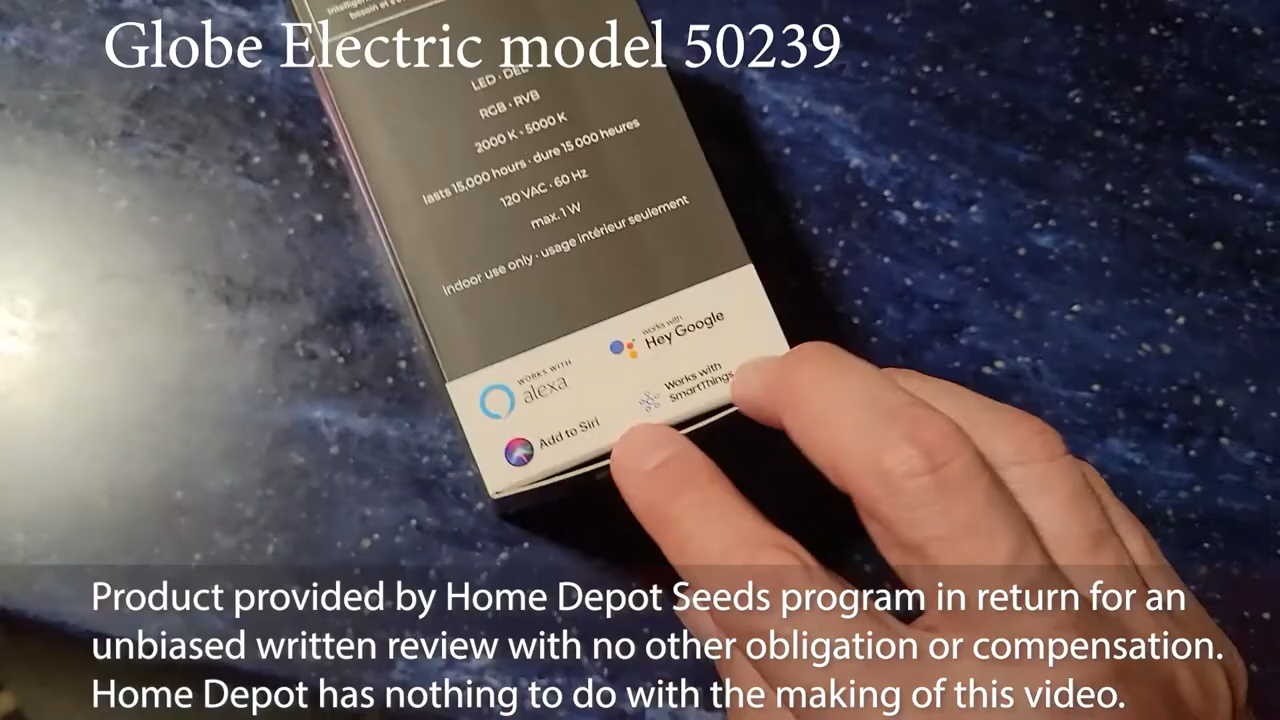 Globe Electric model 50239
besoin et
LED · DEL
RGB · RVB
2000 K - 5000 K
lasts 15,000 hours · dure 15 000 heures
120 VAC · 60 Hz
max. 1 W
indoor use only · usage intérieur seulement
works with
Hey Google
WORKS WITH
alexa
Works with
SmartThings
Add to Siri
Product provided by Home Depot Seeds program in return for an
unbiased written review with no other obligation or compensation.
Home Depot has nothing to do with the making of this video.